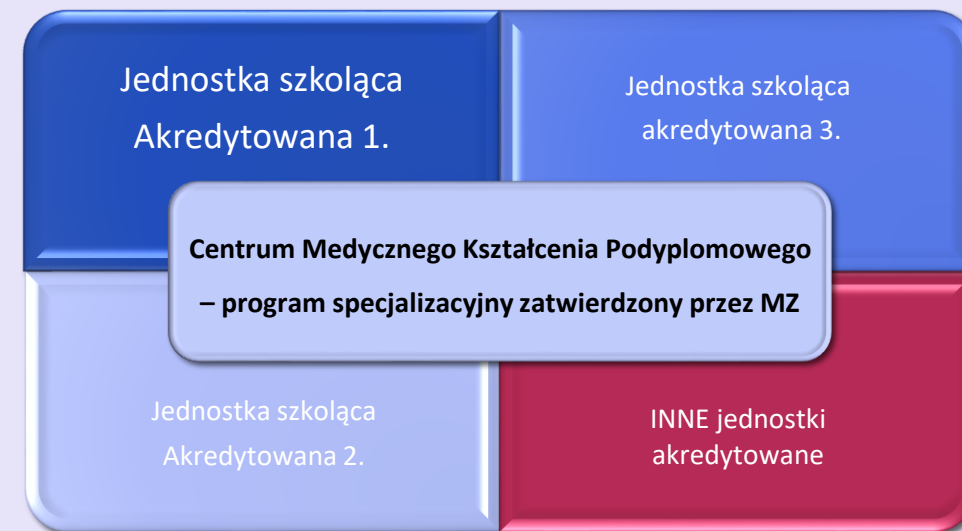 Jednostka szkoląca
Akredytowana 1.
Jednostka szkoląca
akredytowana 3.
Centrum Medycznego Kształcenia Podyplomowego
– program specjalizacyjny zatwierdzony przez MZ
Jednostka szkoląca
Akredytowana 2.
INNE jednostki
akredytowane